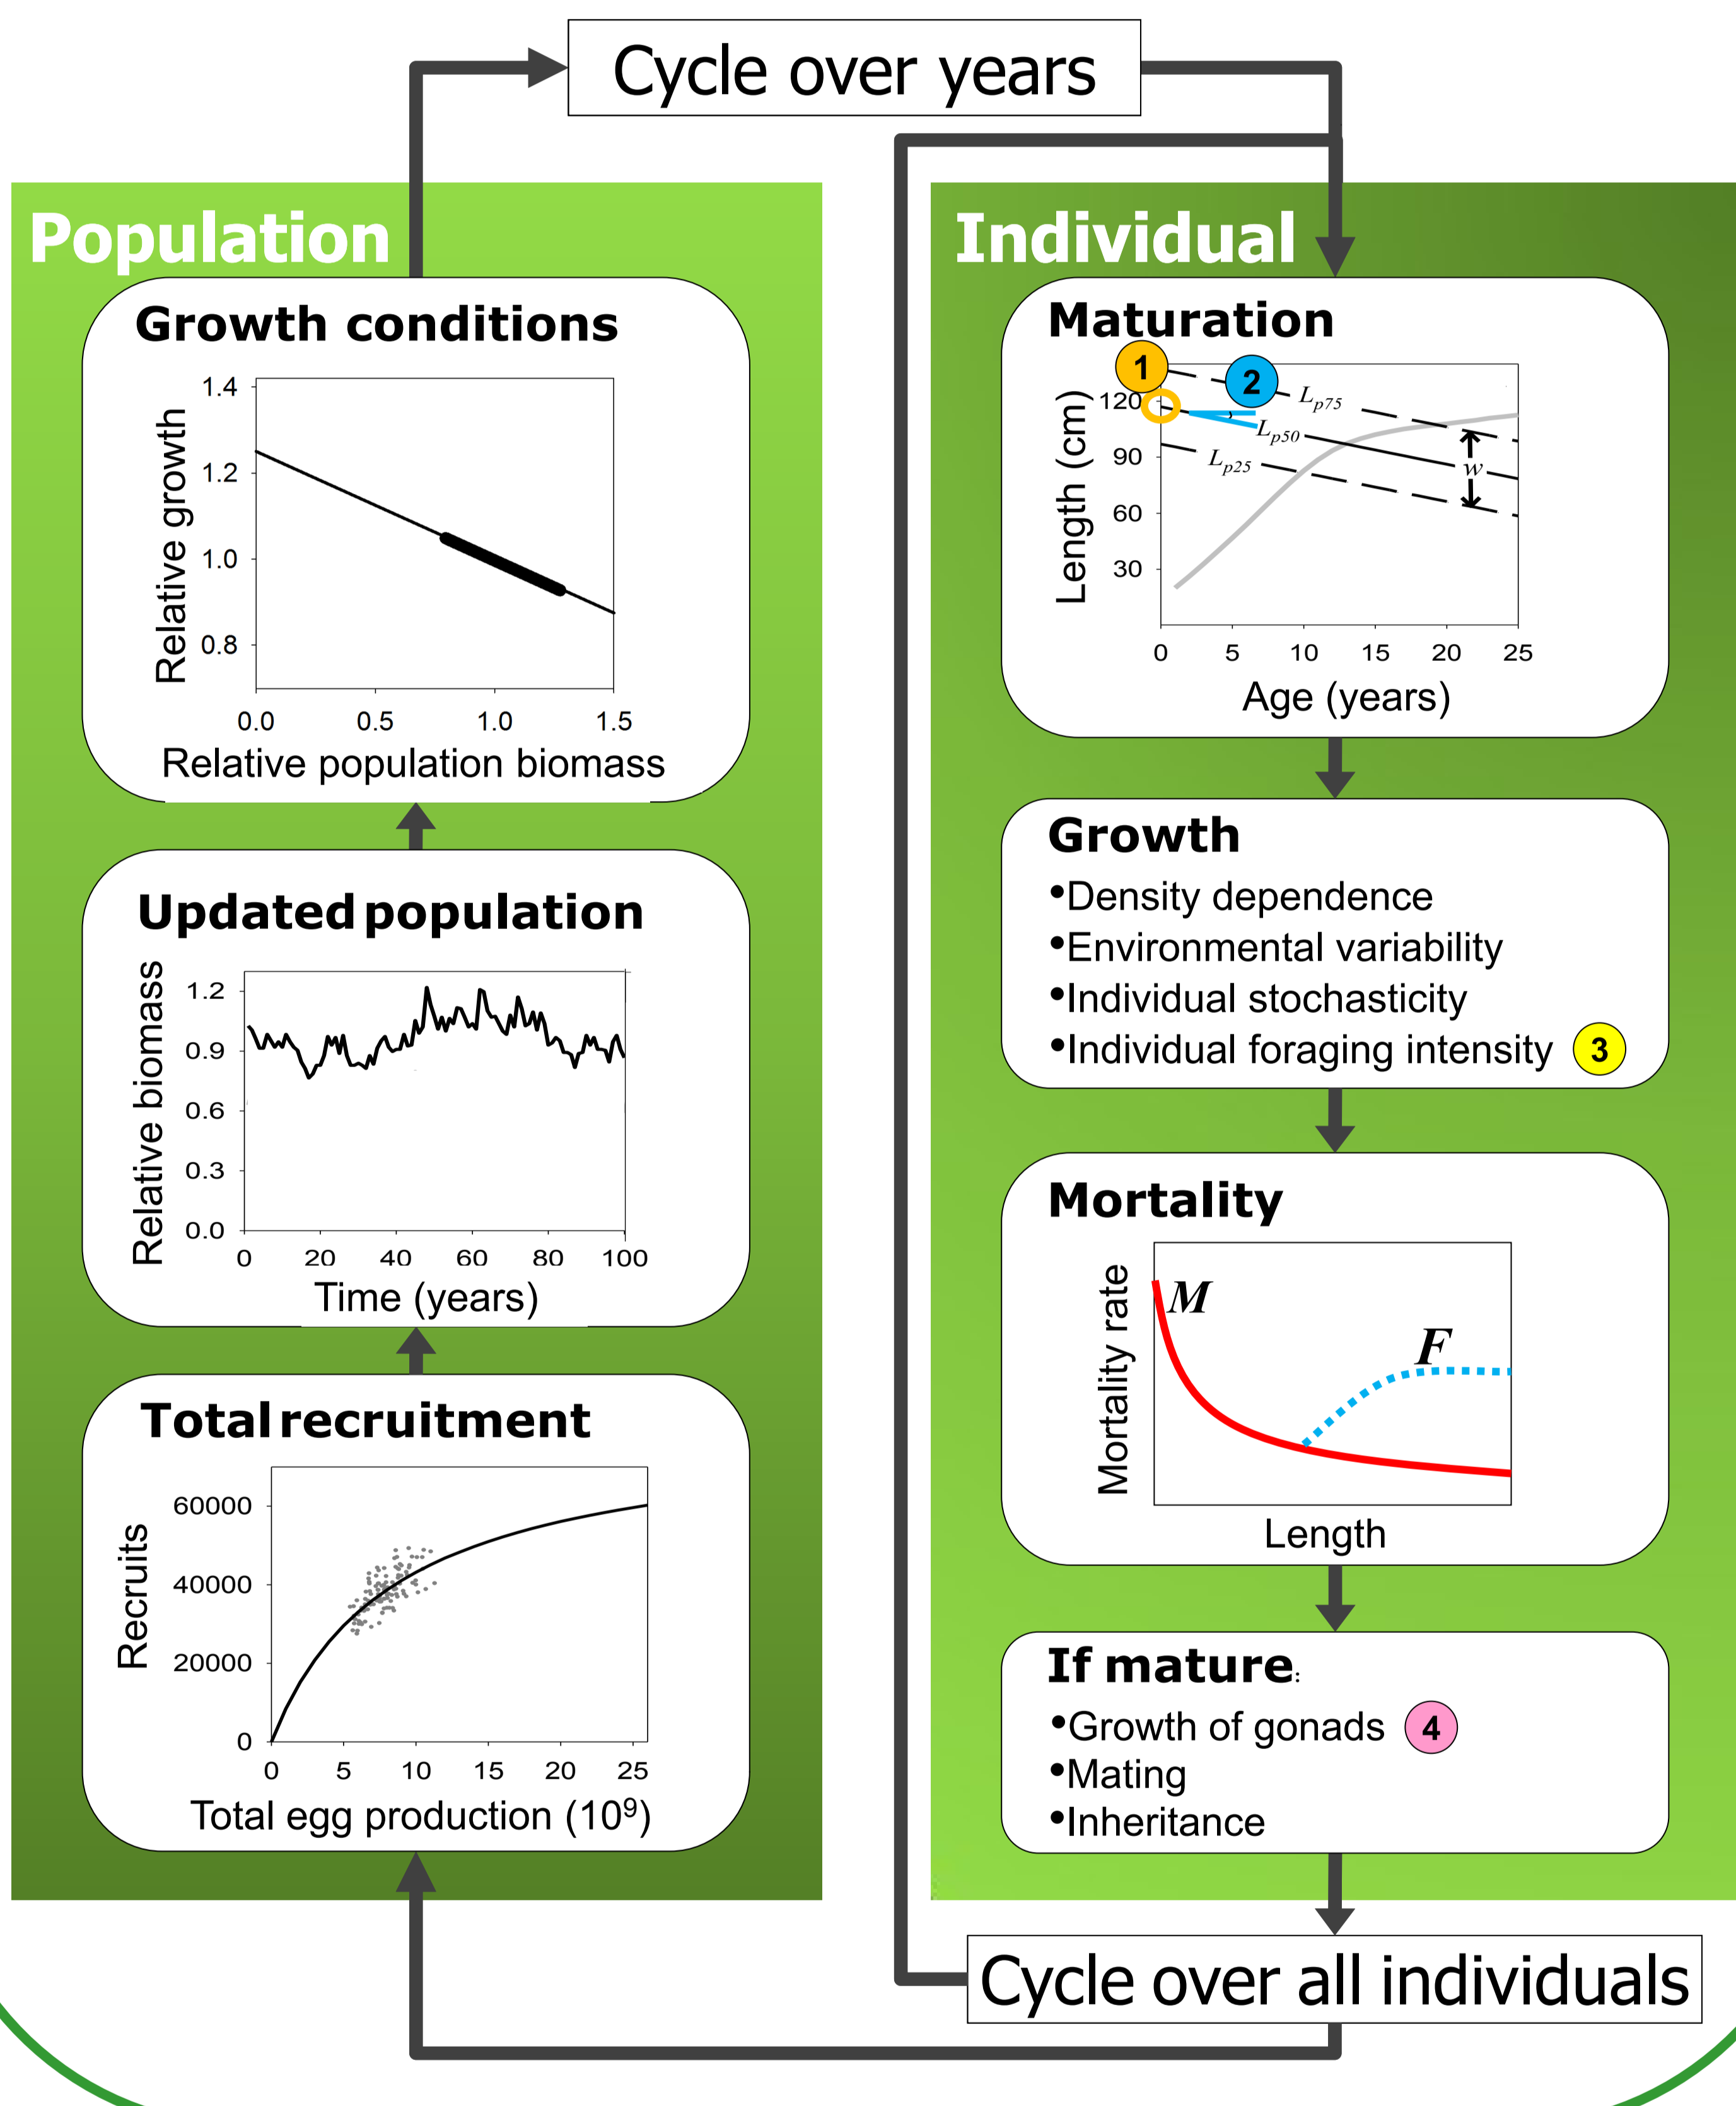 Cycle over years
Population
Growth conditions
Relative growth
1.4
1.2
1.0
0.8
0.0 0.5 1.0 1.5
Relative population biomass
Updated population
Relative biomass
1.2
0.9
0.6
0.3
0.0
0 20 40 60 80 100
Time (years)
Total recruitment
Recruits
60000
40000
20000
0
0 5 10 15 20 25
Total egg production (10⁹)
Individual
Maturation
1
2
Length (cm)
120
90
60
30
Lp75
Lp50
Lp25
w
0 5 10 15 20 25
Age (years)
Growth
•Density dependence
•Environmental variability
•Individual stochasticity
•Individual foraging intensity 3
Mortality
Mortality rate
M
F
Length
If mature:
•Growth of gonads 4
•Mating
•Inheritance
Cycle over all individuals